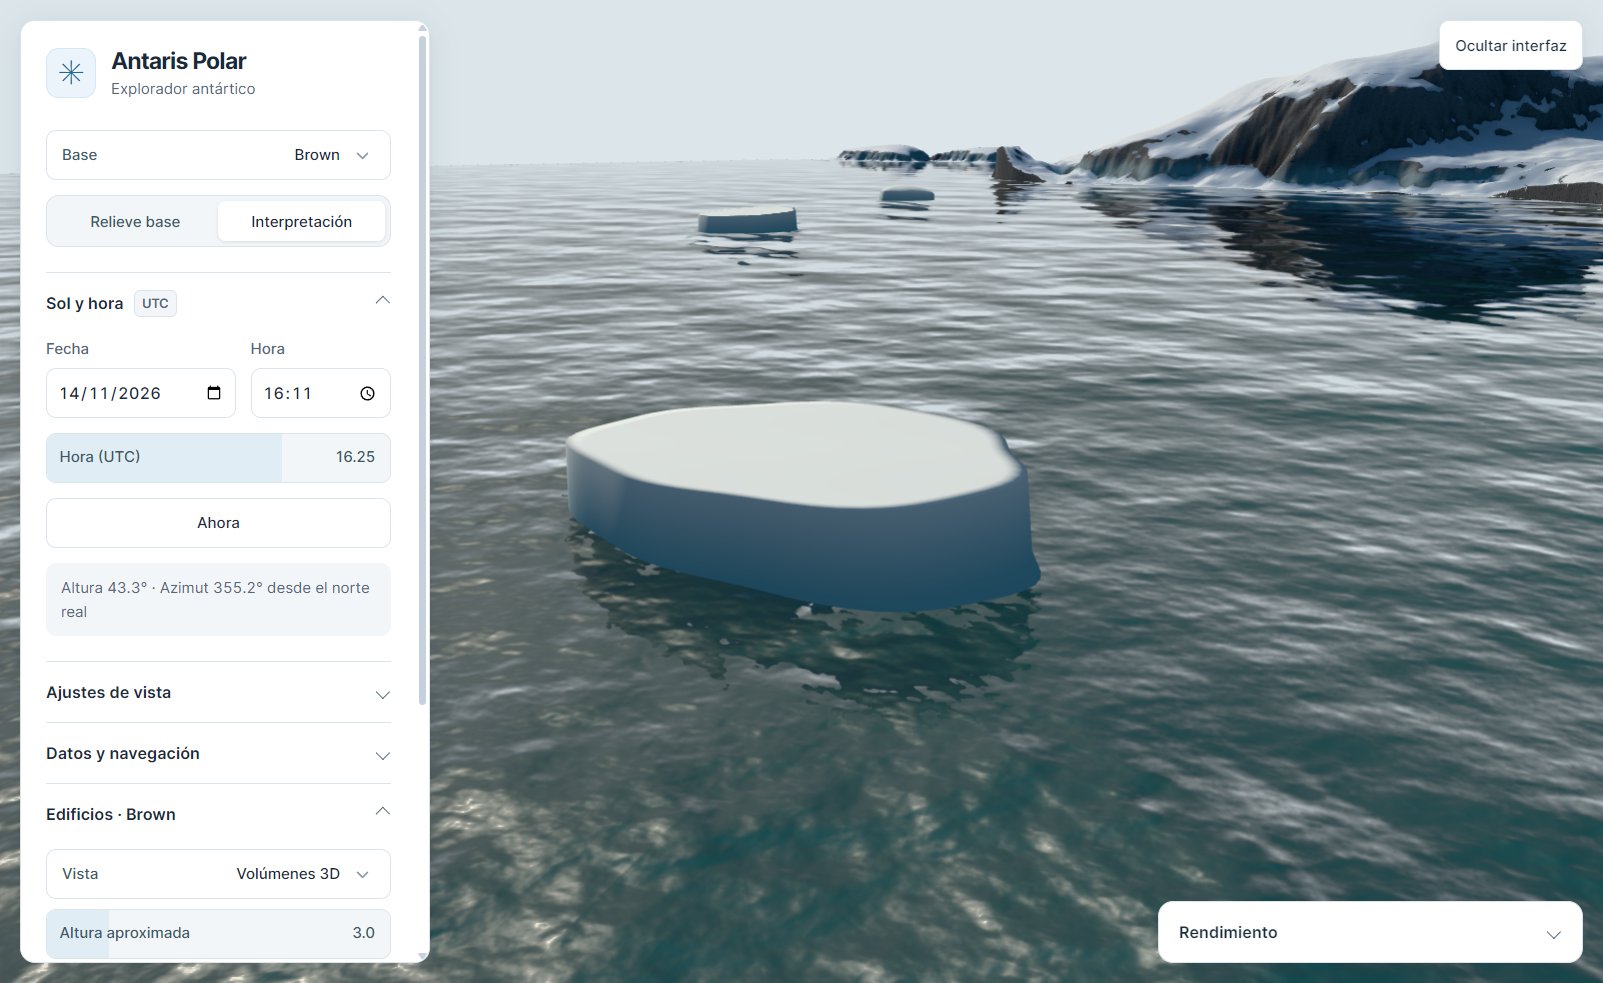 Antaris Polar
Explorador antártico
Ocultar interfaz
Base
Brown
Relieve base
Interpretación
Sol y hora
UTC
Fecha
Hora
14/11/2026
16:11
Hora (UTC)
16.25
Ahora
Altura 43.3° · Azimut 355.2° desde el norte
real
Ajustes de vista
Datos y navegación
Edificios · Brown
Vista
Volúmenes 3D
Altura aproximada
3.0
Rendimiento